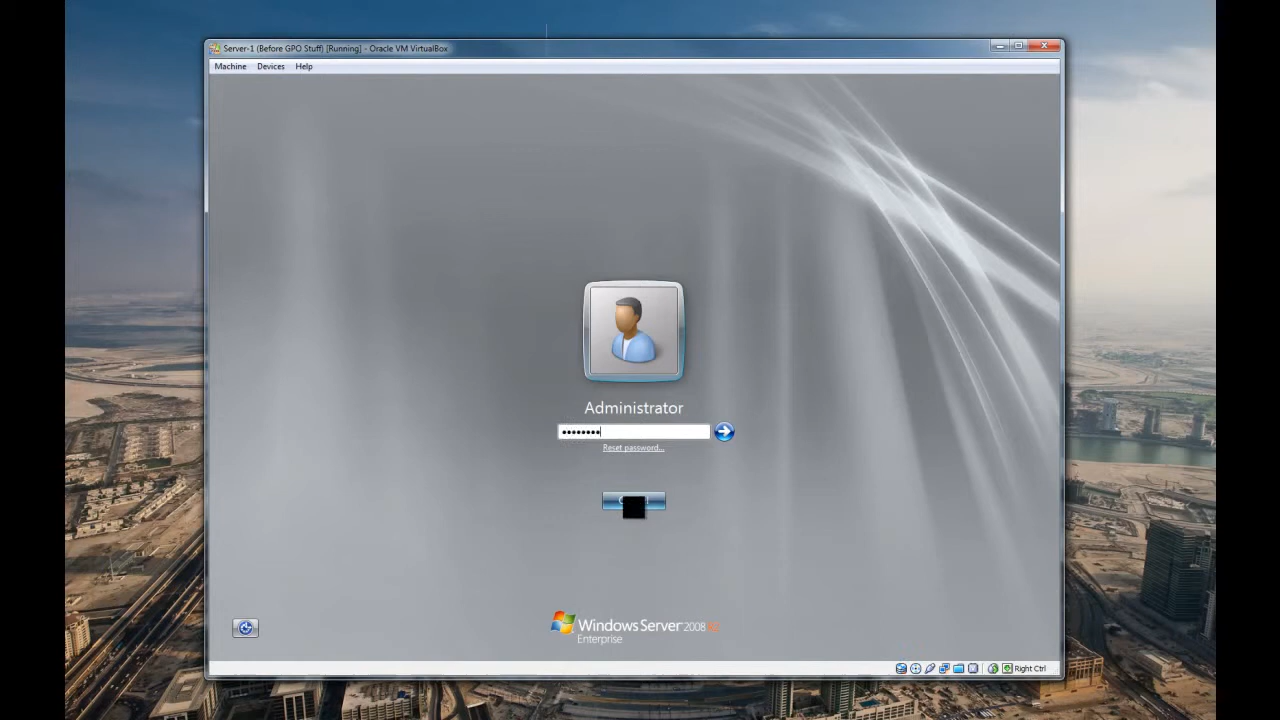 Server-1 (Before GPO Stuff) [Running] - Oracle VM VirtualBox
Machine Devices Help
Administrator
Reset password...
Windows Server 2008 R2
Enterprise
Right Ctrl